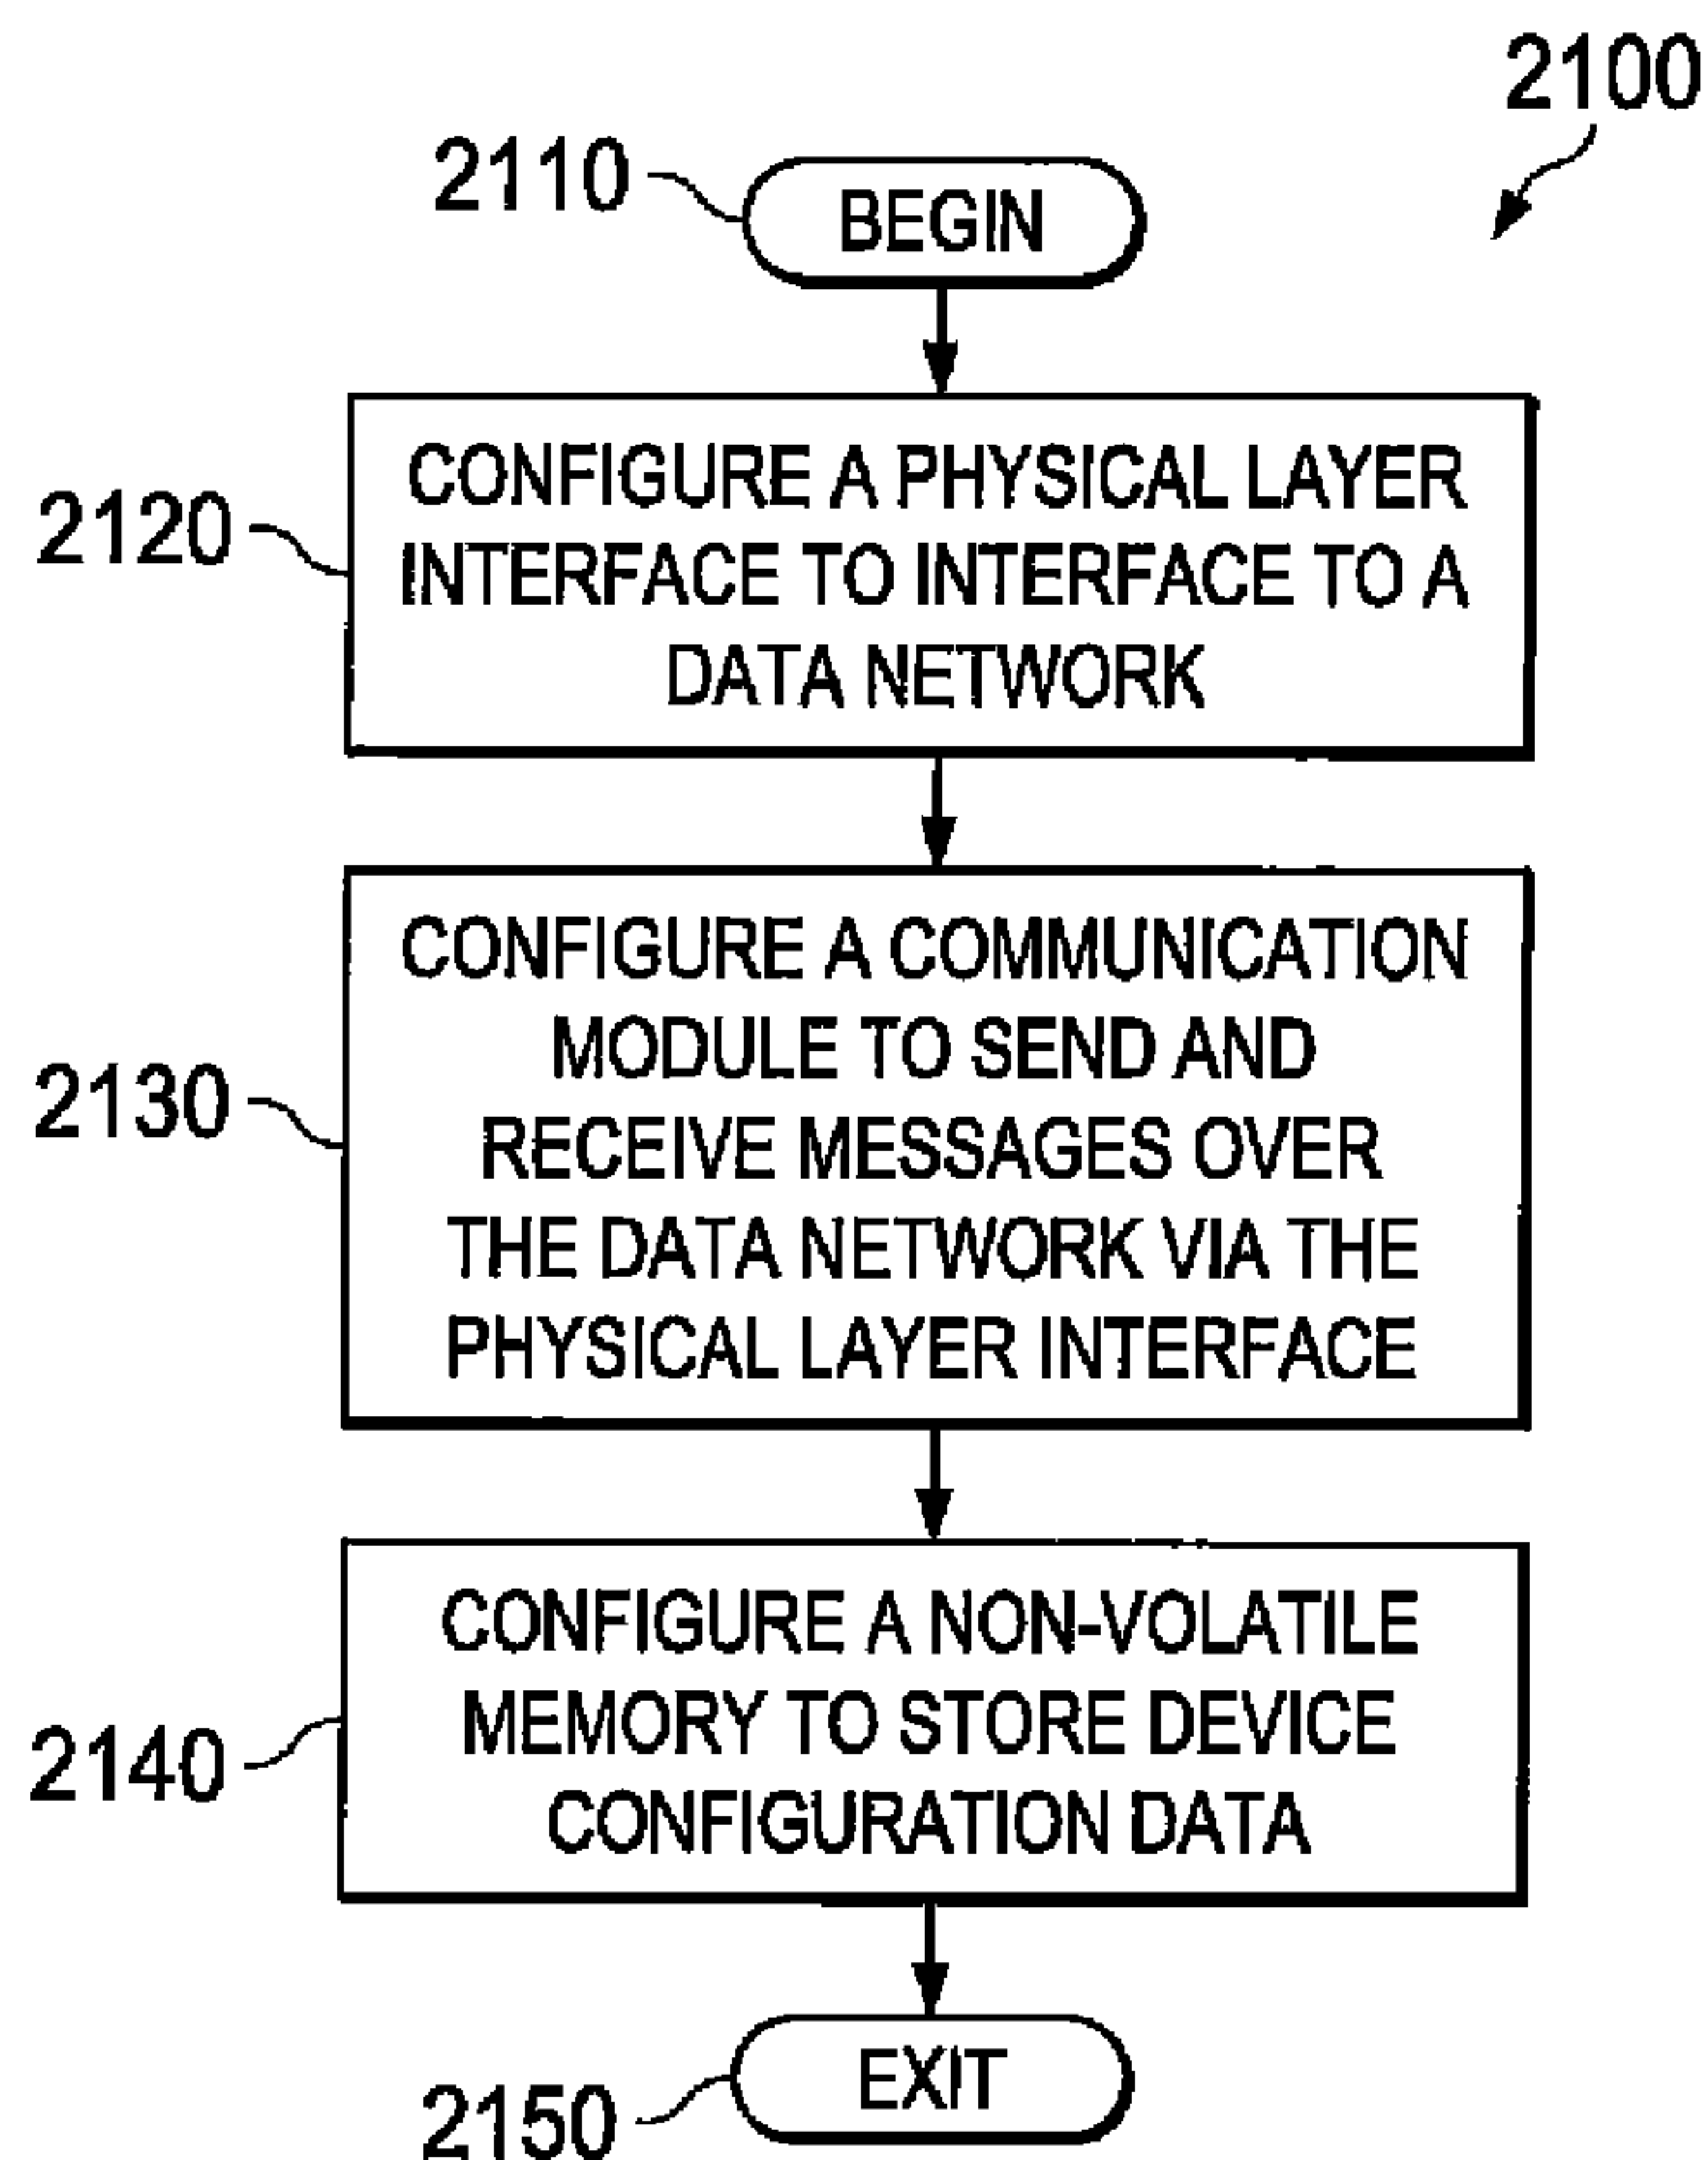 2100
2110
BEGIN
2120
CONFIGURE A PHYSICAL LAYER
INTERFACE TO INTERFACE TO A
DATA NETWORK
2130
CONFIGURE A COMMUNICATION
MODULE TO SEND AND
RECEIVE MESSAGES OVER
THE DATA NETWORK VIA THE
PHYSICAL LAYER INTERFACE
2140
CONFIGURE A NON-VOLATILE
MEMORY TO STORE DEVICE
CONFIGURATION DATA
2150
EXIT